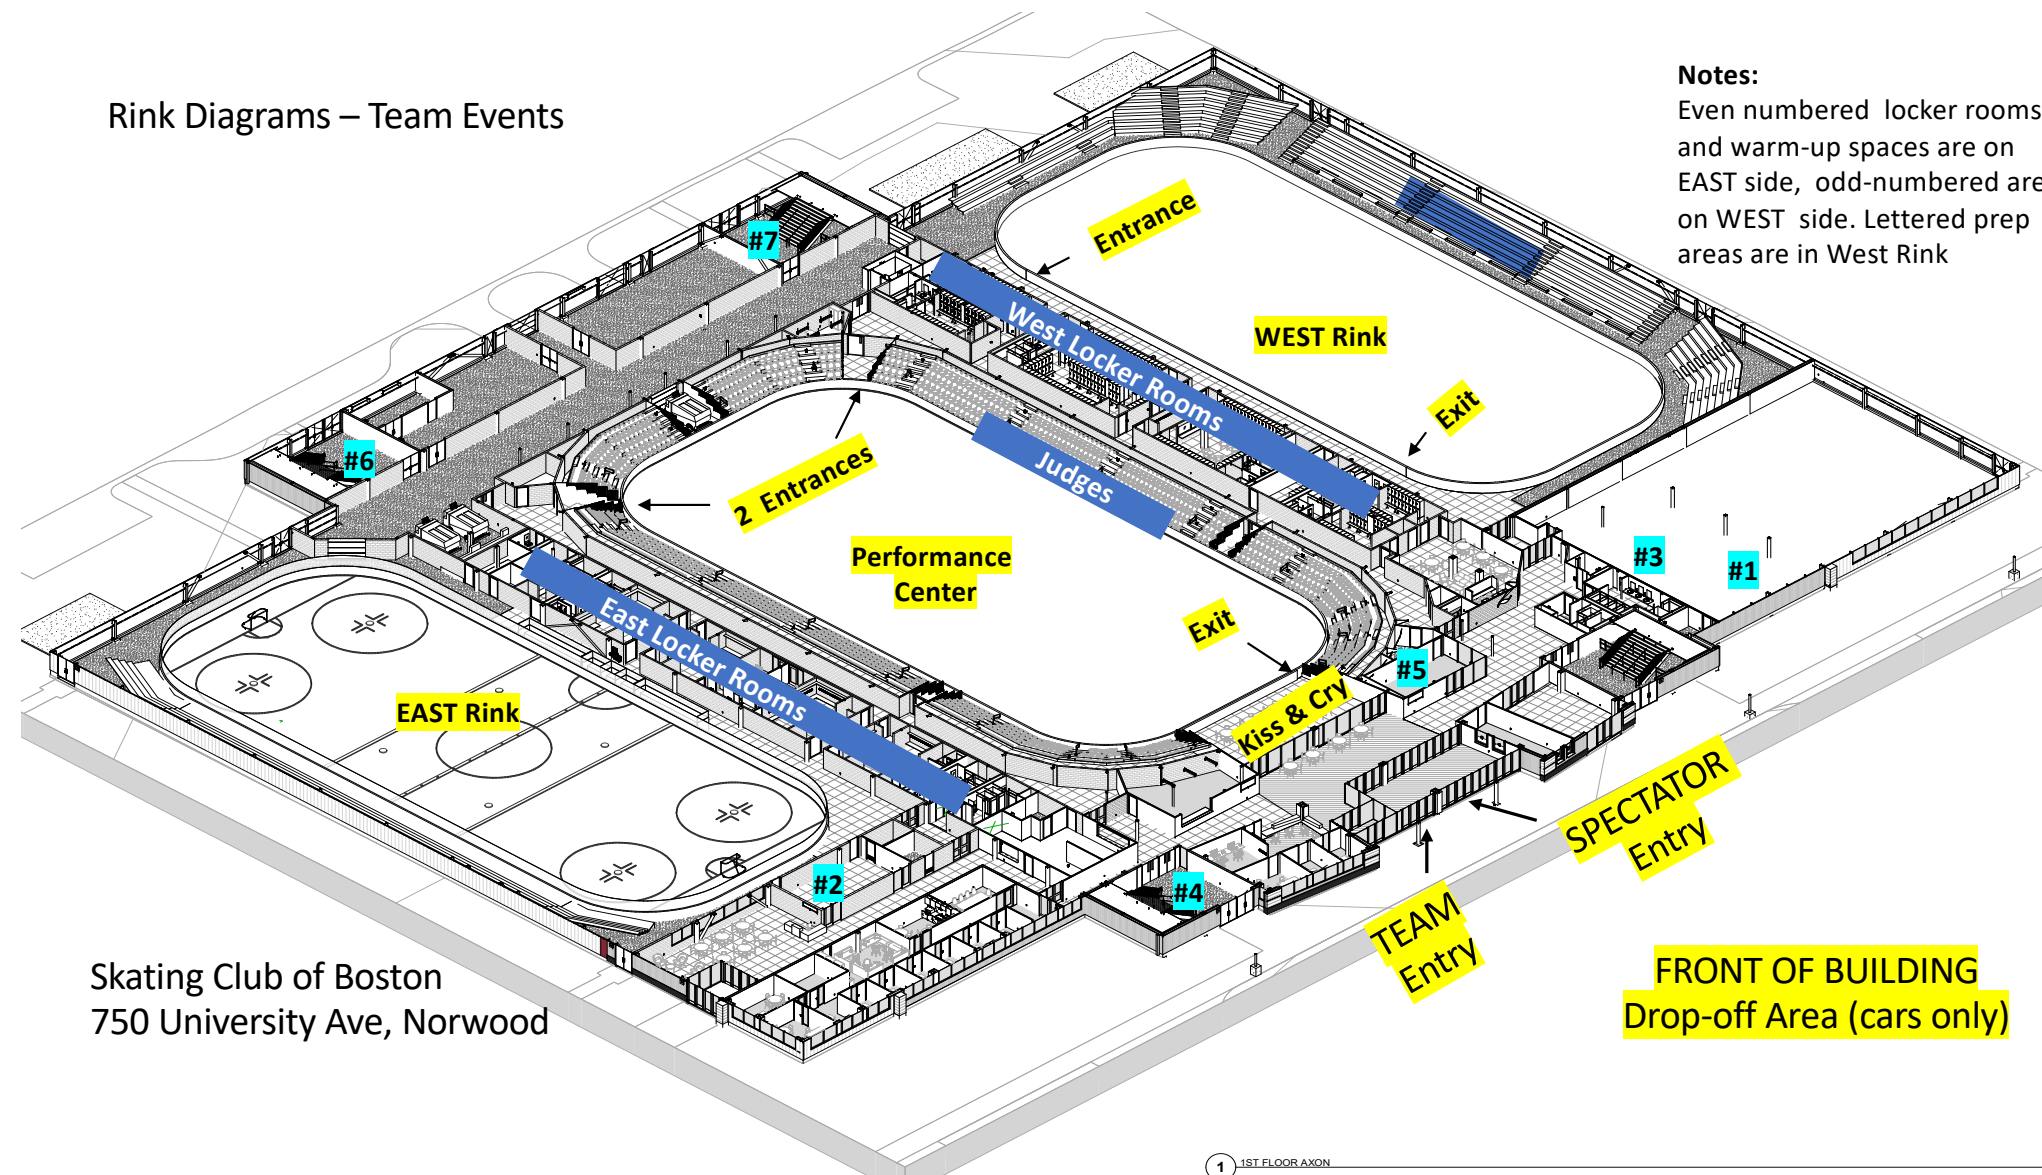 Rink Diagrams – Team Events
Notes:
Even numbered locker rooms
and warm-up spaces are on
EAST side, odd-numbered are
on WEST side. Lettered prep
areas are in West Rink
#7
Entrance
West Locker Rooms
WEST Rink
Exit
#6
2 Entrances
Judges
Performance
Center
#3
#1
East Locker Rooms
Exit
#5
Kiss & Cry
EAST Rink
SPECTATOR
Entry
#2
#4
TEAM
Entry
Skating Club of Boston
750 University Ave, Norwood
FRONT OF BUILDING
Drop-off Area (cars only)
1 1ST FLOOR AXON